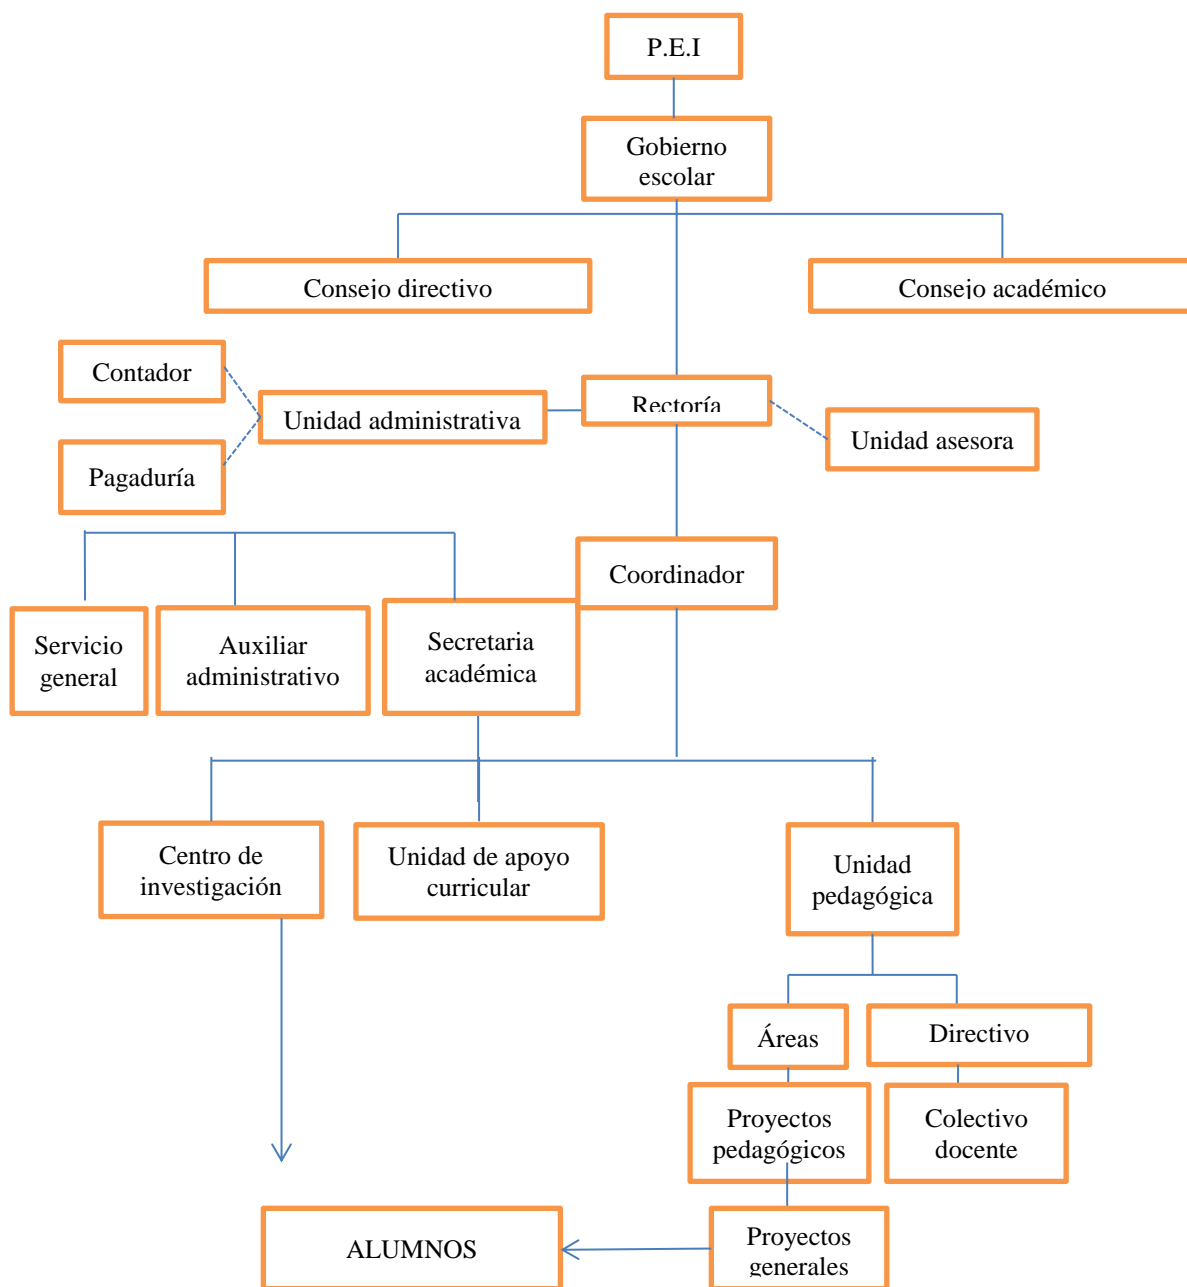 P.E.I
Gobierno
escolar
Consejo directivo
Consejo académico
Contador
Unidad administrativa
Rectoría
Unidad asesora
Pagaduría
Coordinador
Servicio
general
Auxiliar
administrativo
Secretaria
académica
Centro de
investigación
Unidad de apoyo
curricular
Unidad
pedagógica
Áreas
Directivo
Proyectos
pedagógicos
Colectivo
docente
ALUMNOS
Proyectos
generales